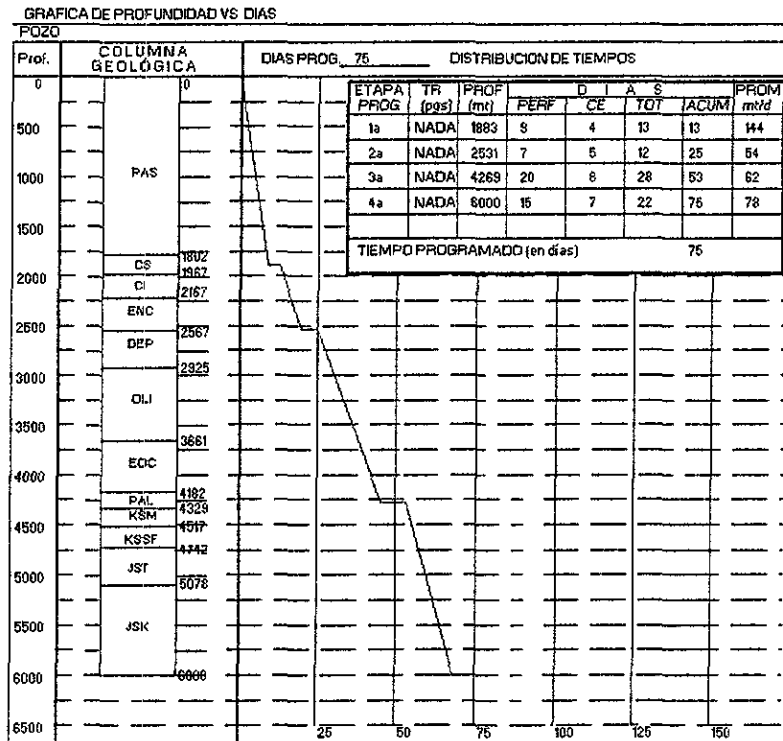 GRAFICA DE PROFUNDIDAD VS DIAS
POZO
Prof. COLUMNA GEOLÓGICA DIAS PROG. 75 DISTRIBUCION DE TIEMPOS
ETAPA PROG TR (pgs) PROF (mt) D I A S PROM mt/d
PERF CE TOT ACUM
1a NADA 1883 9 4 13 13 144
2a NADA 2531 7 5 12 25 54
3a NADA 4269 20 8 28 53 62
4a NADA 6000 15 7 22 75 78
TIEMPO PROGRAMADO (en días) 75
0 0
500
1000 PAS
1500
1802
CS
2000 1967
CI
2167
ENC
2500 2567
DEP
3000 2925
OLI
3500
3661
EOC
4000
4182
PAL
4329
KSM
4500 4517
KSSF
4742
JST
5000 5078
5500 JSK
6000 6000
6500
25 50 75 100 125 150